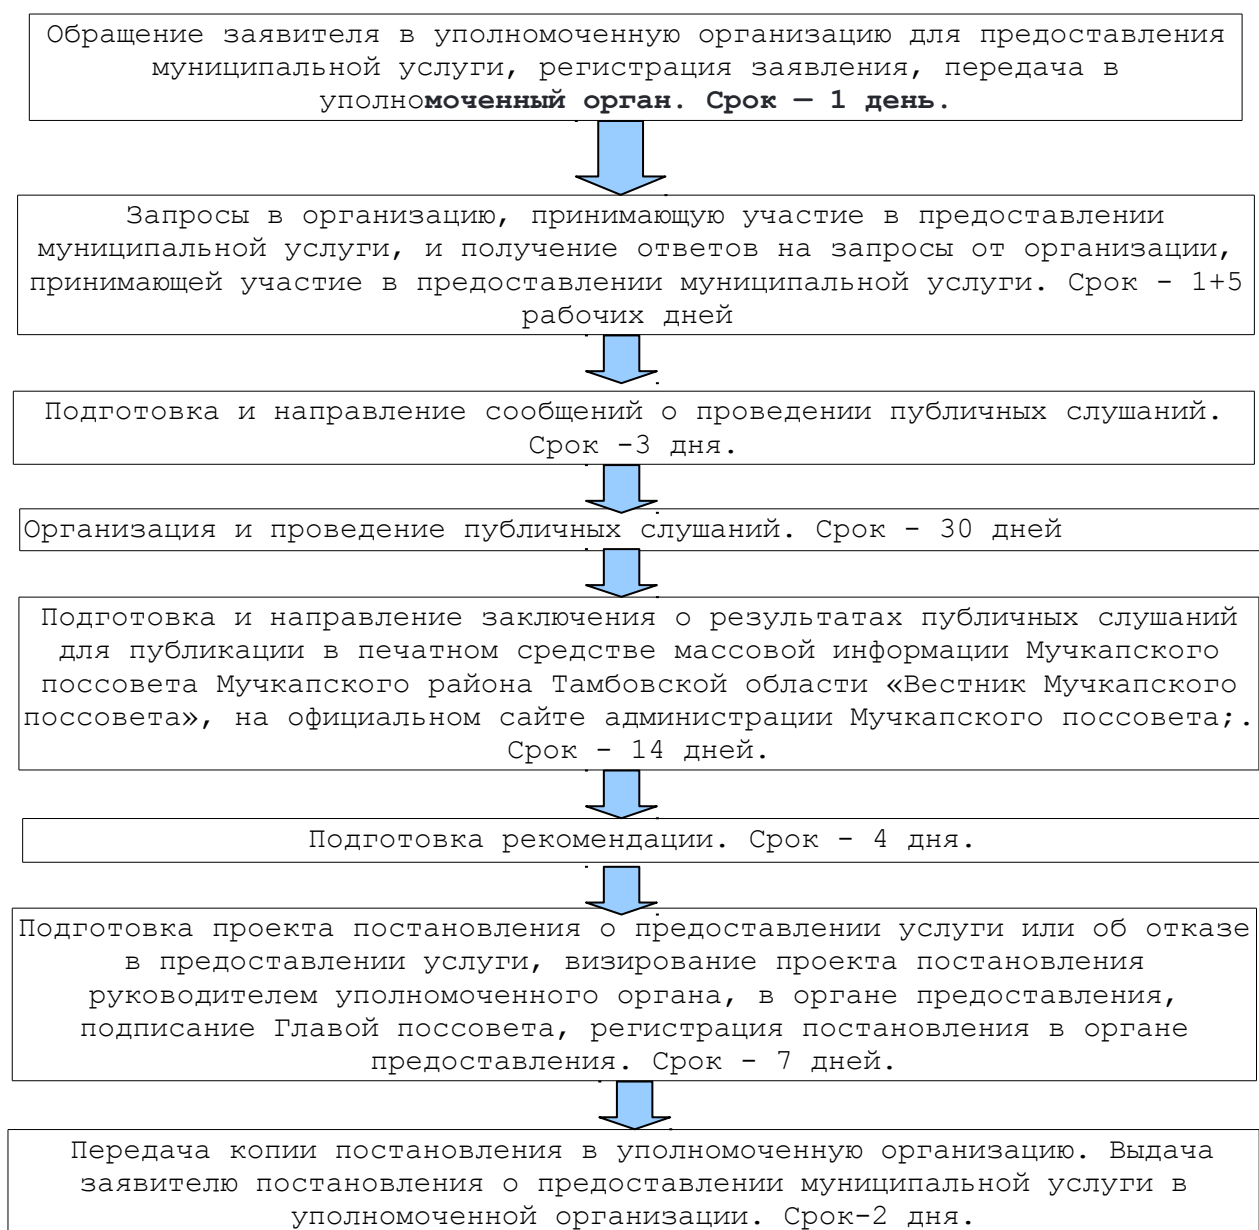 Обращение заявителя в уполномоченную организацию для предоставления
муниципальной услуги, регистрация заявления, передача в
уполномоченный орган. Срок — 1 день.
Запросы в организацию, принимающую участие в предоставлении
муниципальной услуги, и получение ответов на запросы от организации,
принимающей участие в предоставлении муниципальной услуги. Срок - 1+5
рабочих дней
Подготовка и направление сообщений о проведении публичных слушаний.
Срок -3 дня.
Организация и проведение публичных слушаний. Срок - 30 дней
Подготовка и направление заключения о результатах публичных слушаний
для публикации в печатном средстве массовой информации Мучкапского
поссовета Мучкапского района Тамбовской области «Вестник Мучкапского
поссовета», на официальном сайте администрации Мучкапского поссовета;.
Срок - 14 дней.
Подготовка рекомендации. Срок - 4 дня.
Подготовка проекта постановления о предоставлении услуги или об отказе
в предоставлении услуги, визирование проекта постановления
руководителем уполномоченного органа, в органе предоставления,
подписание Главой поссовета, регистрация постановления в органе
предоставления. Срок - 7 дней.
Передача копии постановления в уполномоченную организацию. Выдача
заявителю постановления о предоставлении муниципальной услуги в
уполномоченной организации. Срок-2 дня.